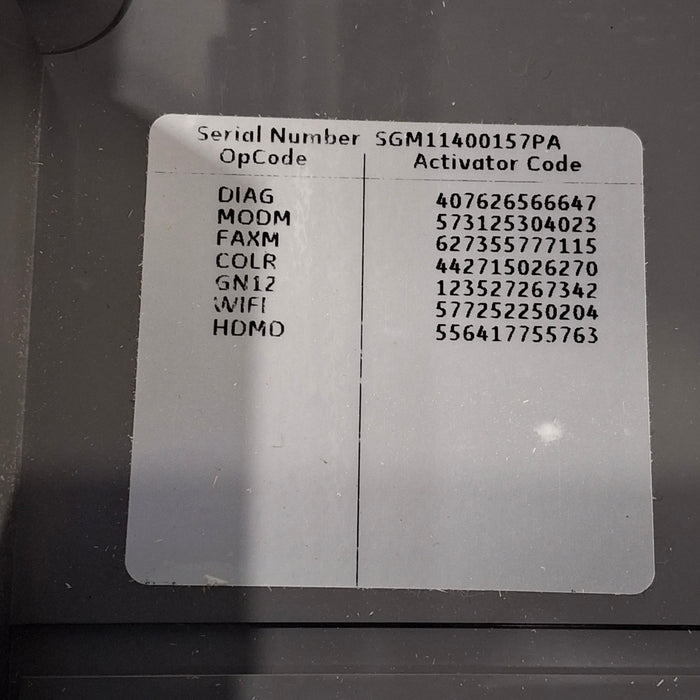 Serial Number SGM11400157PA
OpCode Activator Code
DIAG 407626566647
MODM 573125304023
FAXM 627355777115
COLR 442715026270
GN12 123527267342
WIFI 577252250204
HDMO 556417755763